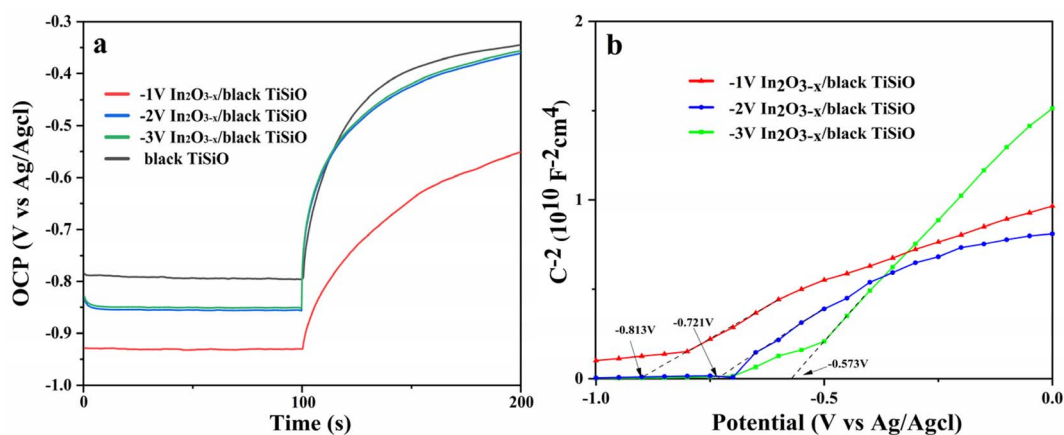 a
-1V In₂O₃₋ₓ/black TiSiO
-2V In₂O₃₋ₓ/black TiSiO
-3V In₂O₃₋ₓ/black TiSiO
black TiSiO
OCP (V vs Ag/Agcl)
-0.3
-0.4
-0.5
-0.6
-0.7
-0.8
-0.9
-1.0
0
100
200
Time (s)
b
-1V In₂O₃₋ₓ/black TiSiO
-2V In₂O₃₋ₓ/black TiSiO
-3V In₂O₃₋ₓ/black TiSiO
C⁻² (10¹⁰ F⁻²cm⁴)
2
1
0
-0.813V
-0.721V
-0.573V
-1.0
-0.5
0.0
Potential (V vs Ag/Agcl)